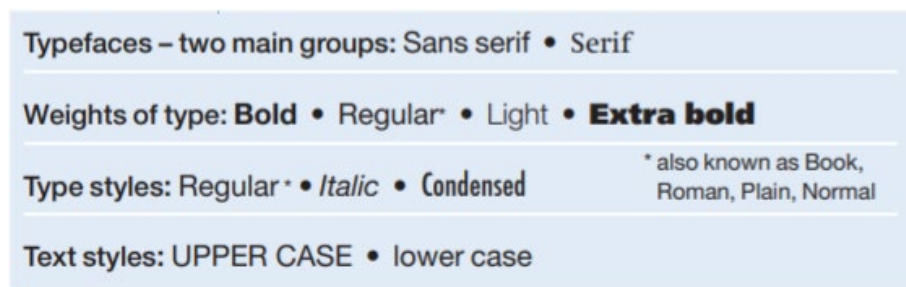 Typefaces – two main groups: Sans serif • Serif
Weights of type: Bold • Regular* • Light • Extra bold
Type styles: Regular* • Italic • Condensed
* also known as Book,
Roman, Plain, Normal
Text styles: UPPER CASE • lower case